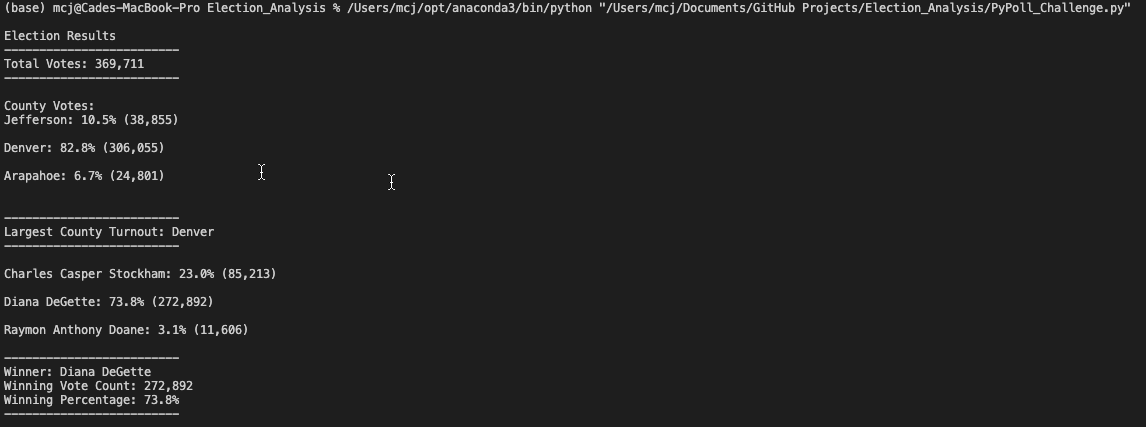 (base) mcj@Cades-MacBook-Pro Election_Analysis % /Users/mcj/opt/anaconda3/bin/python "/Users/mcj/Documents/GitHub Projects/Election_Analysis/PyPoll_Challenge.py"
Election Results
-------------------------
Total Votes: 369,711
-------------------------
County Votes:
Jefferson: 10.5% (38,855)
Denver: 82.8% (306,055)
Arapahoe: 6.7% (24,801)
-------------------------
Largest County Turnout: Denver
-------------------------
Charles Casper Stockham: 23.0% (85,213)
Diana DeGette: 73.8% (272,892)
Raymon Anthony Doane: 3.1% (11,606)
-------------------------
Winner: Diana DeGette
Winning Vote Count: 272,892
Winning Percentage: 73.8%
-------------------------